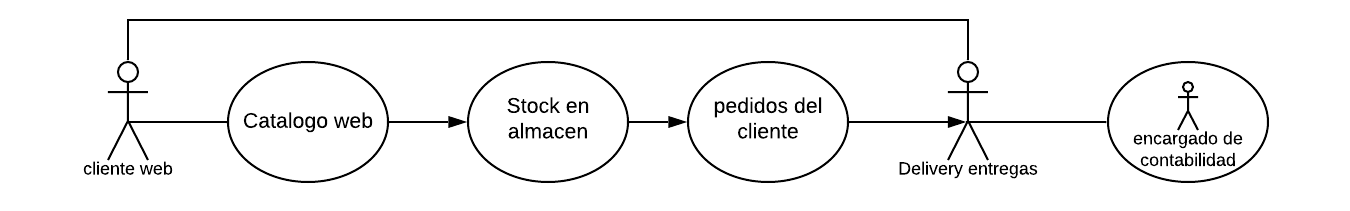 Catalogo web
Stock en
almacen
pedidos del
cliente
encargado de
contabilidad
cliente web
Delivery entregas